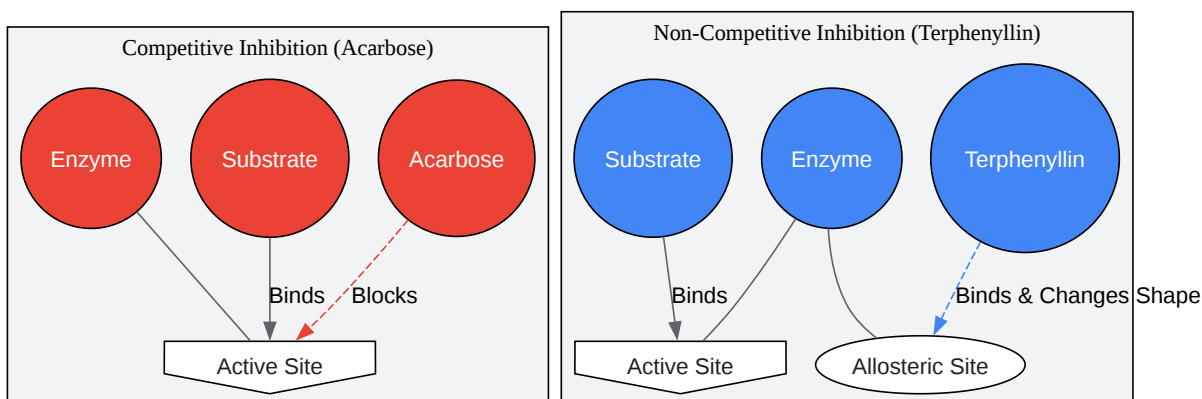 Competitive Inhibition (Acarbose)
Enzyme
Substrate
Acarbose
Binds
Blocks
Active Site
Non-Competitive Inhibition (Terphenyllin)
Substrate
Enzyme
Terphenyllin
Binds
Binds & Changes Shape
Active Site
Allosteric Site